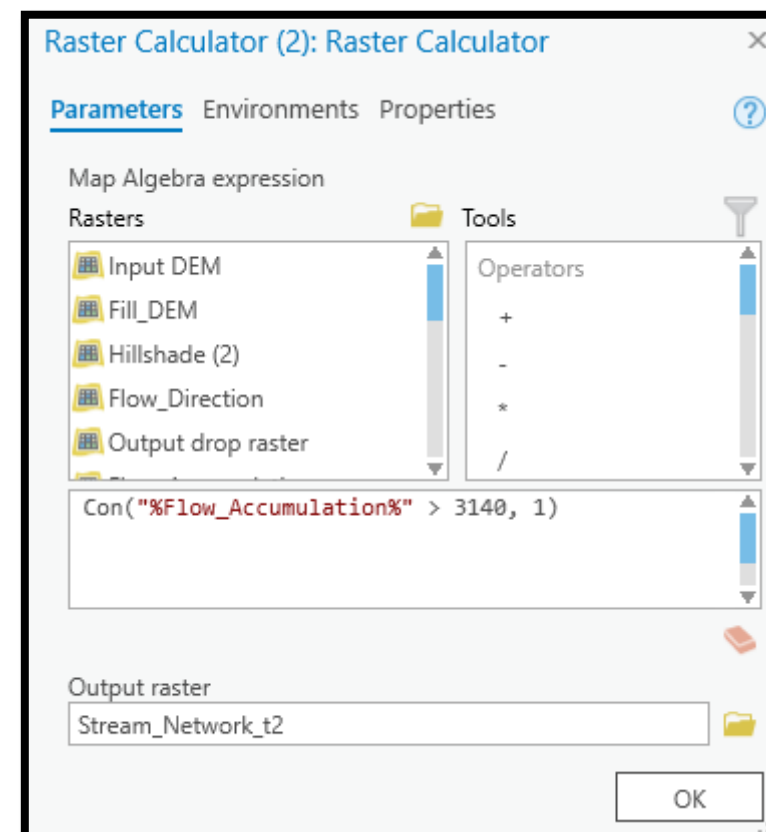 Raster Calculator (2): Raster Calculator ×
Parameters Environments Properties ?
Map Algebra expression
Rasters Tools
Input DEM Operators
Fill_DEM +
Hillshade (2) -
Flow_Direction *
Output drop raster /
Con("%Flow_Accumulation%" > 3140, 1)
Output raster
Stream_Network_t2
OK